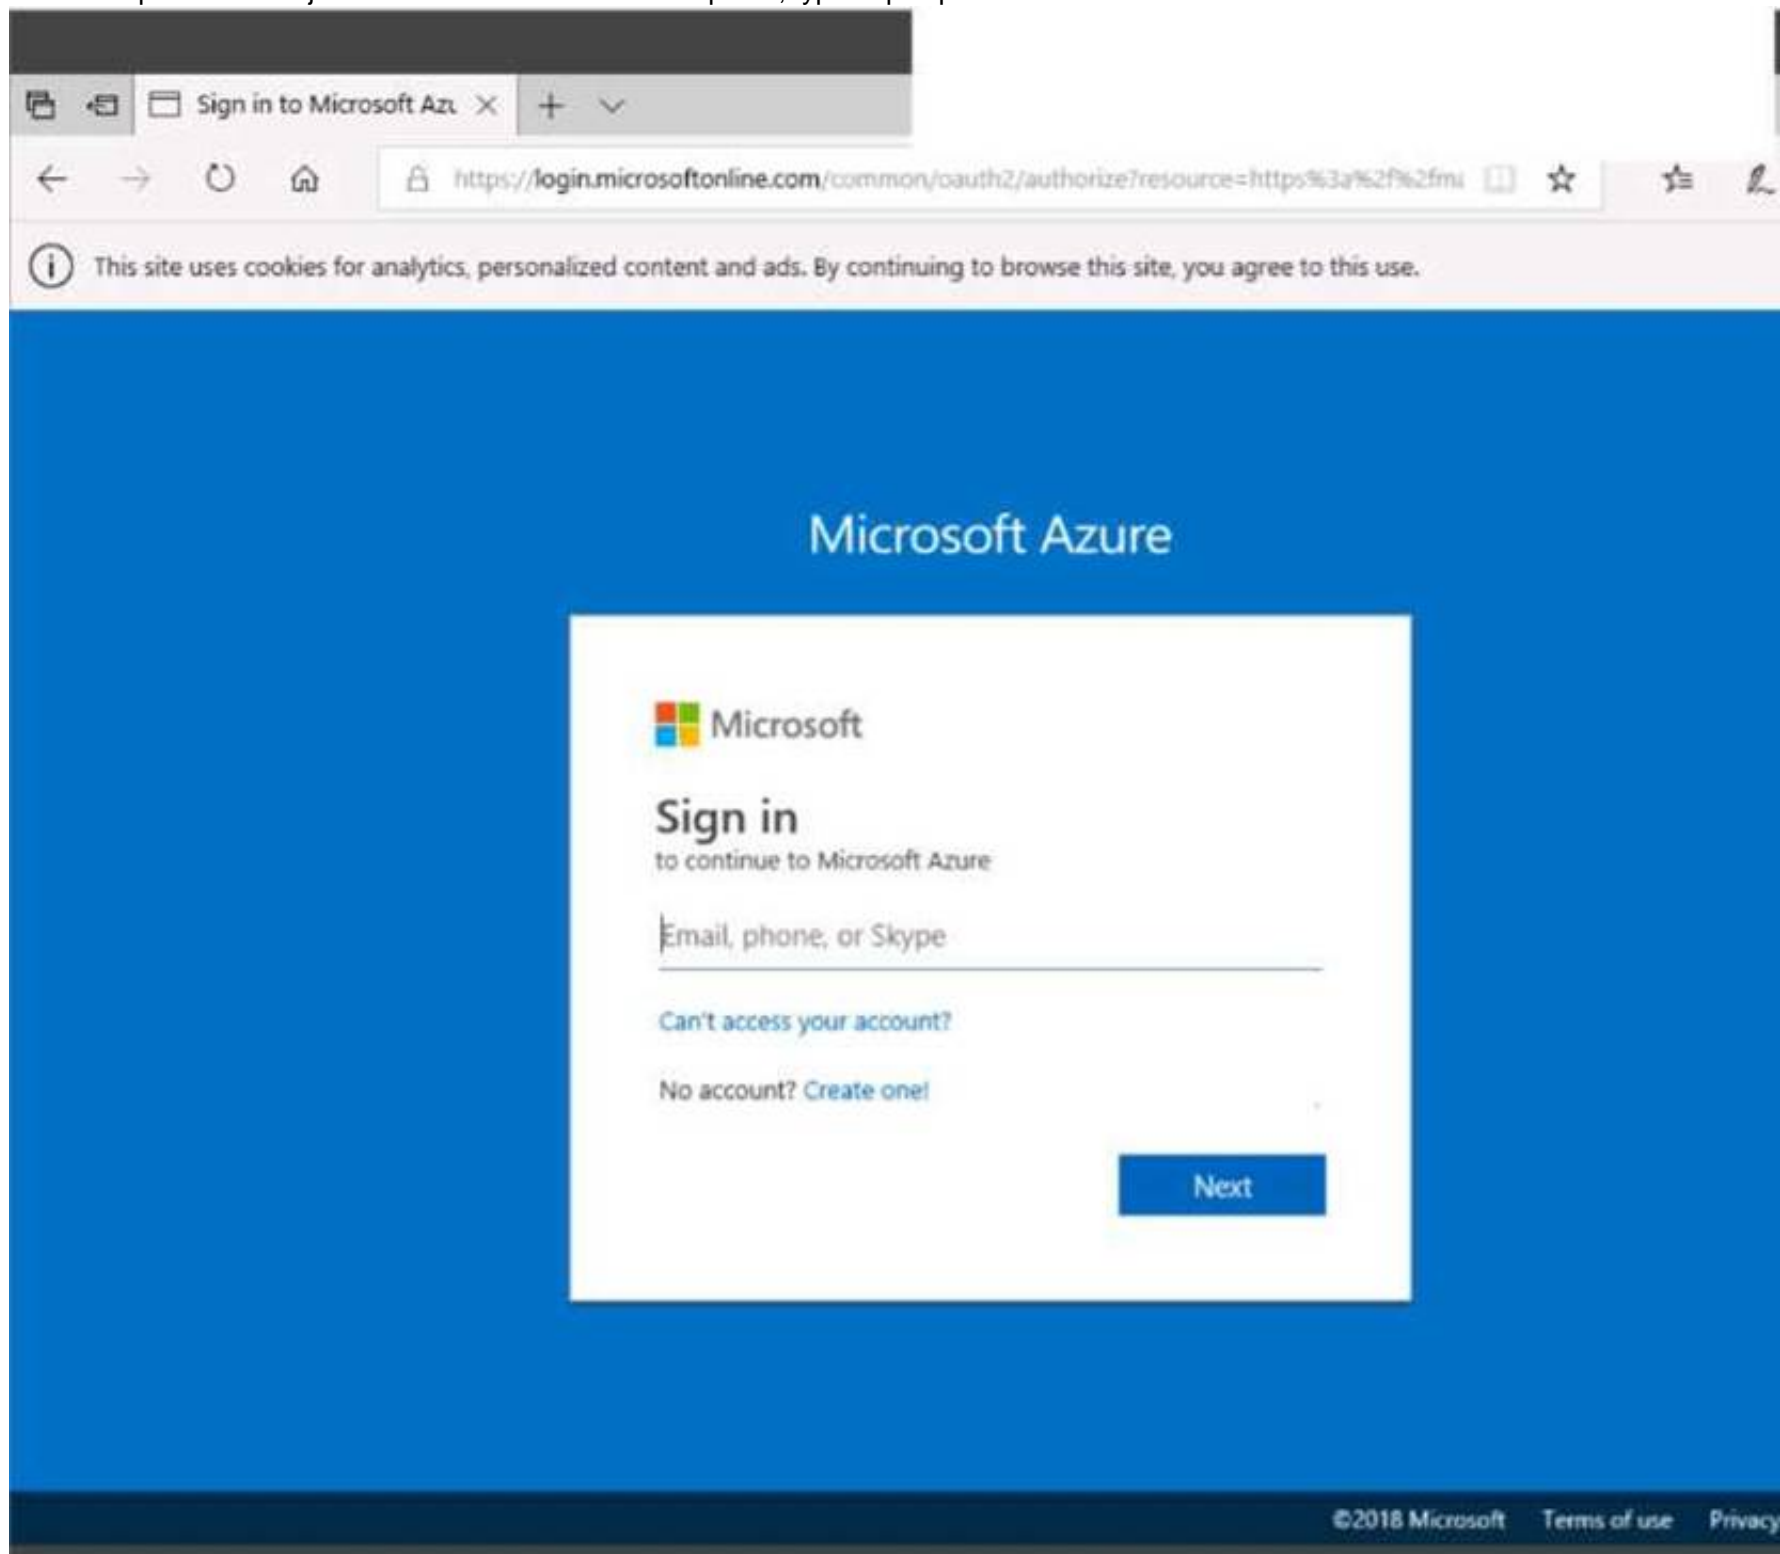 Sign in to Microsoft Azu
https://login.microsoftonline.com/common/oauth2/authorize?resource=https%3a%2f%2fma
This site uses cookies for analytics, personalized content and ads. By continuing to browse this site, you agree to this use.
Microsoft Azure
Microsoft
Sign in
to continue to Microsoft Azure
Email, phone, or Skype
Can't access your account?
No account? Create one!
Next
©2018 Microsoft Terms of use Privacy